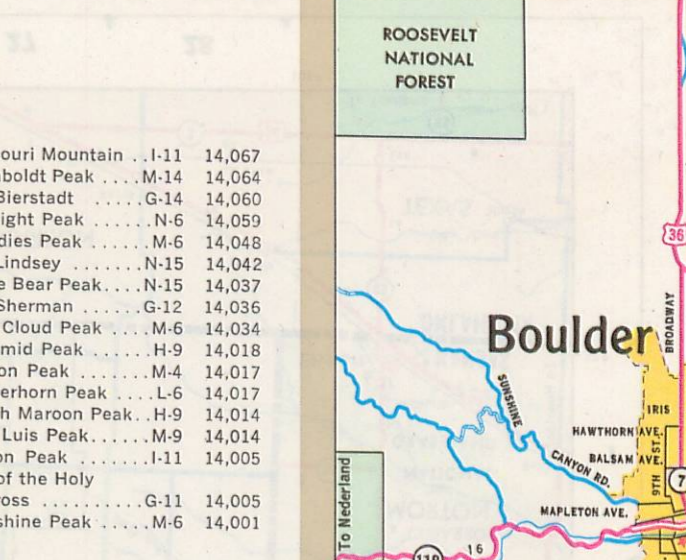 ouri Mountain . . I-11 14,067
boldt Peak . . . . M-14 14,064
Bierstadt . . . . . G-14 14,060
ight Peak . . . . . . N-6 14,059
dies Peak . . . . . . M-6 14,048
Lindsey . . . . . . . N-15 14,042
e Bear Peak. . . . N-15 14,037
Sherman . . . . . . G-12 14,036
Cloud Peak . . . . M-6 14,034
mid Peak . . . . . . H-9 14,018
on Peak . . . . . . . M-4 14,017
erhorn Peak . . . . L-6 14,017
h Maroon Peak. . H-9 14,014
Luis Peak. . . . . . M-9 14,014
on Peak . . . . . . . I-11 14,005
of the Holy
ross . . . . . . . . . . G-11 14,005
shine Peak . . . . . M-6 14,001
ROOSEVELT
NATIONAL
FOREST
36
BROADWAY
Boulder
SUNSHINE
CANYON RD.
IRIS
HAWTHORN AVE.
BALSAM AVE.
9TH ST.
7
MAPLETON AVE.
To Nederland
119
16